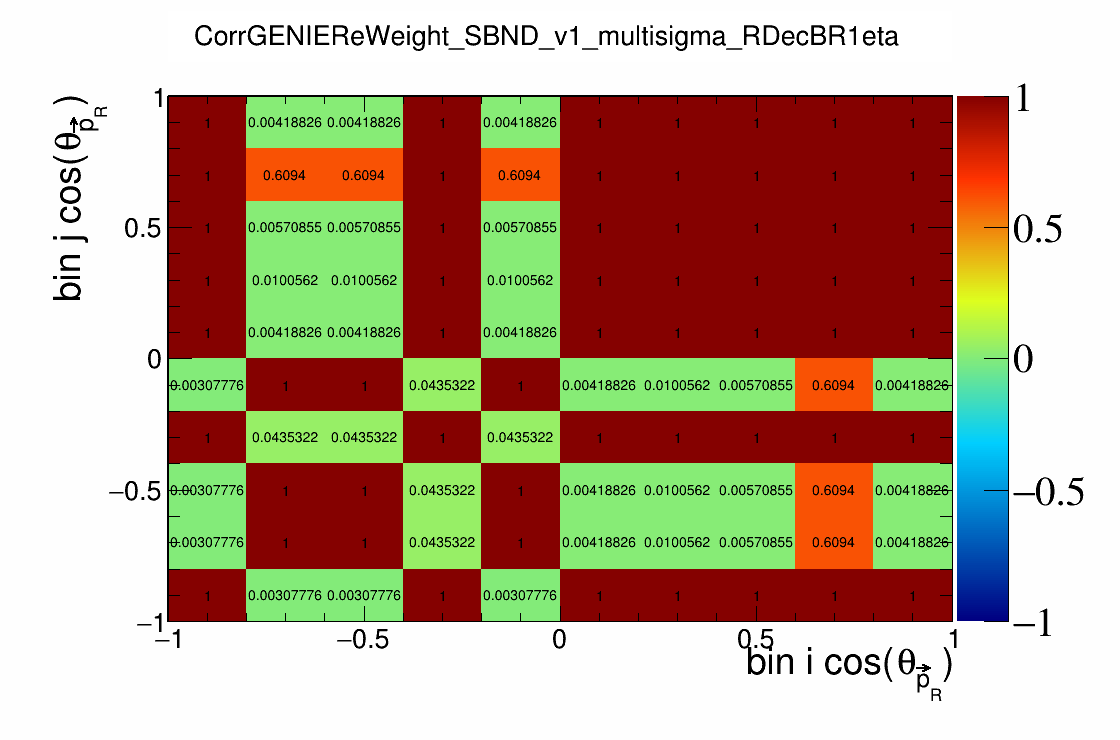 CorrGENIEReWeight_SBND_v1_multisigma_RDecBR1eta
bin j cos(θ_p⃗_R)
1
0.5
0
−0.5
−1
1 0.00418826 0.00418826 1 0.00418826 1 1 1 1 1
1 0.6094 0.6094 1 0.6094 1 1 1 1 1
1 0.00570855 0.00570855 1 0.00570855 1 1 1 1 1
1 0.0100562 0.0100562 1 0.0100562 1 1 1 1 1
1 0.00418826 0.00418826 1 0.00418826 1 1 1 1 1
0.00307776 1 1 0.0435322 1 0.00418826 0.0100562 0.00570855 0.6094 0.00418826
1 0.0435322 0.0435322 1 0.0435322 1 1 1 1 1
0.00307776 1 1 0.0435322 1 0.00418826 0.0100562 0.00570855 0.6094 0.00418826
0.00307776 1 1 0.0435322 1 0.00418826 0.0100562 0.00570855 0.6094 0.00418826
1 0.00307776 0.00307776 1 0.00307776 1 1 1 1 1
−1 −0.5 0 0.5 1
bin i cos(θ_p⃗_R)
1
0.5
0
−0.5
−1